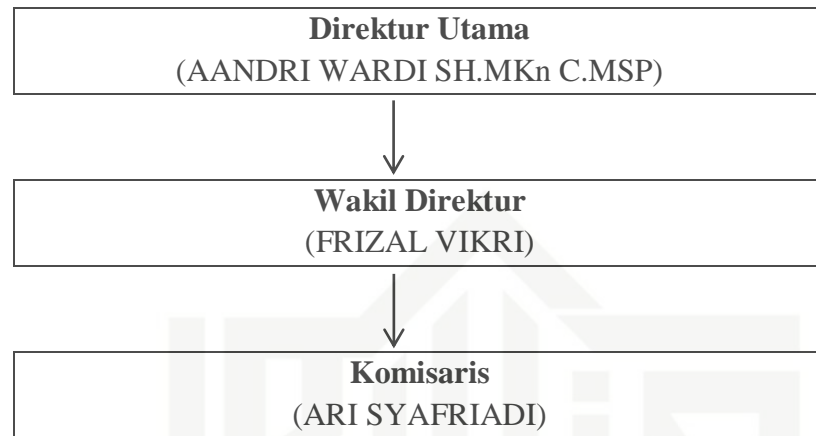 Direktur Utama
(AANDRI WARDI SH.MKn C.MSP)
Wakil Direktur
(FRIZAL VIKRI)
Komisaris
(ARI SYAFRIADI)